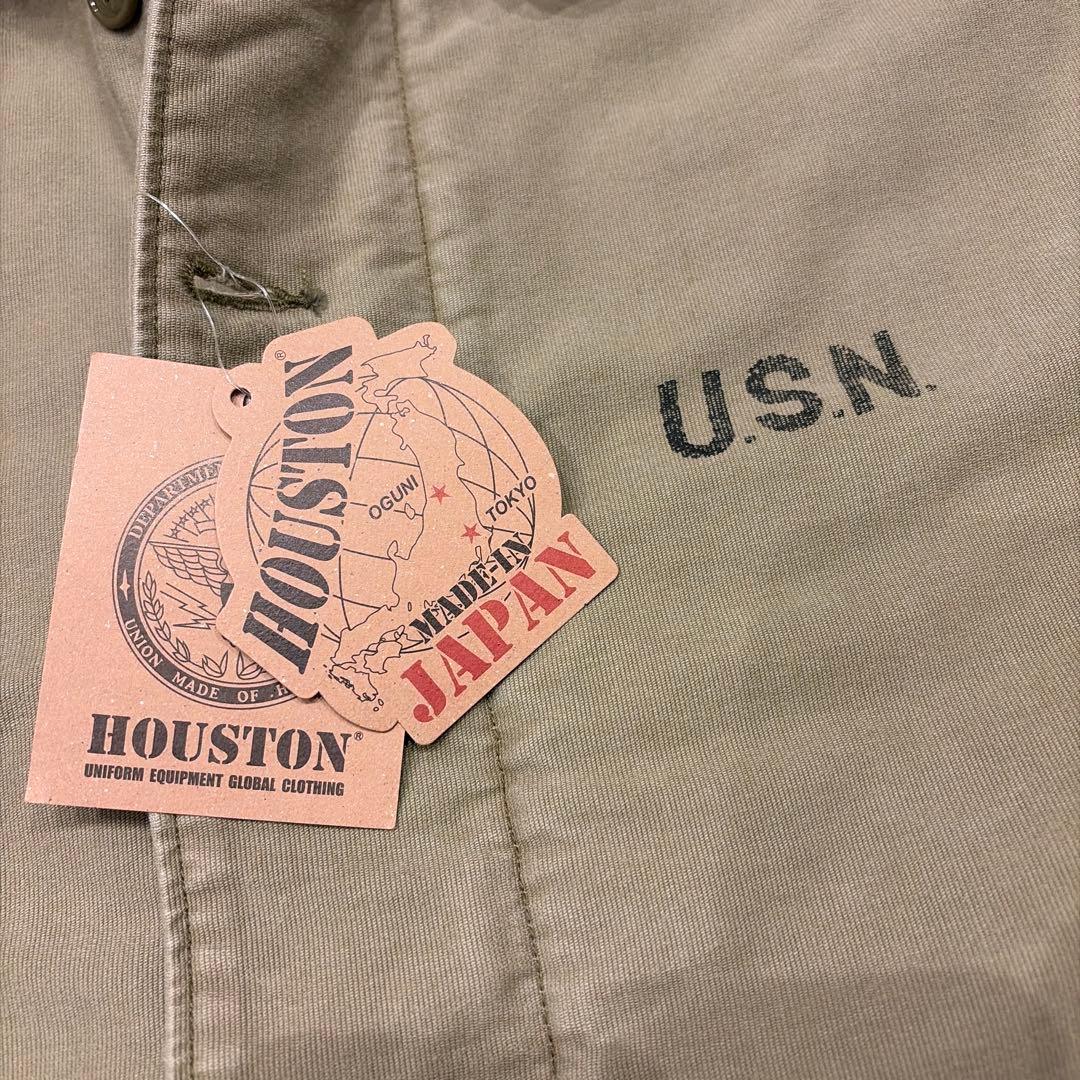 U.S.N.
HOUSTON®
OGUNI
TOKYO
MADE-IN
JAPAN
UNION MADE OF
HOUSTON®
UNIFORM EQUIPMENT GLOBAL CLOTHING